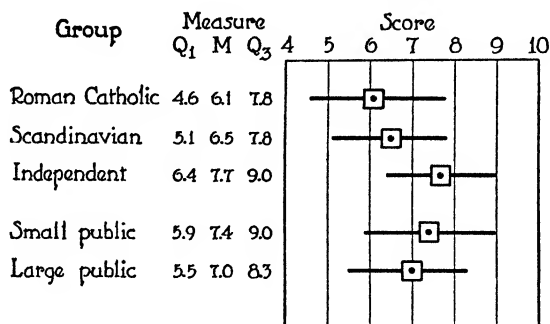 Group Measure Score
Q1 M Q3 4 5 6 7 8 9 10
Roman Catholic 4.6 6.1 7.8
Scandinavian 5.1 6.5 7.8
Independent 6.4 7.7 9.0
Small public 5.9 7.4 9.0
Large public 5.5 7.0 8.3